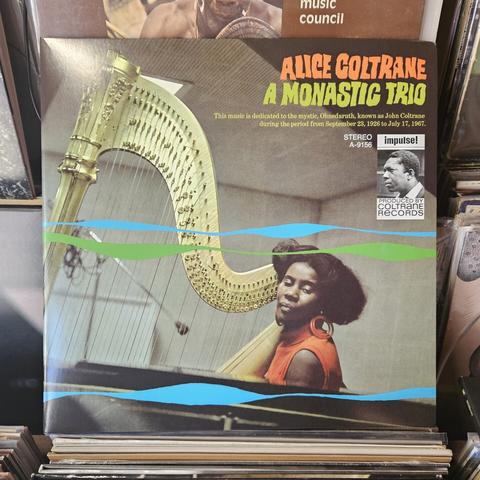 music
council
ALICE COLTRANE
A MONASTIC TRIO
This music is dedicated to the mystic, Ohnedaruth, known as John Coltrane
during the period from September 23, 1926 to July 17, 1967.
STEREO
A-9156
impulse!
PRODUCED BY
COLTRANE
RECORDS